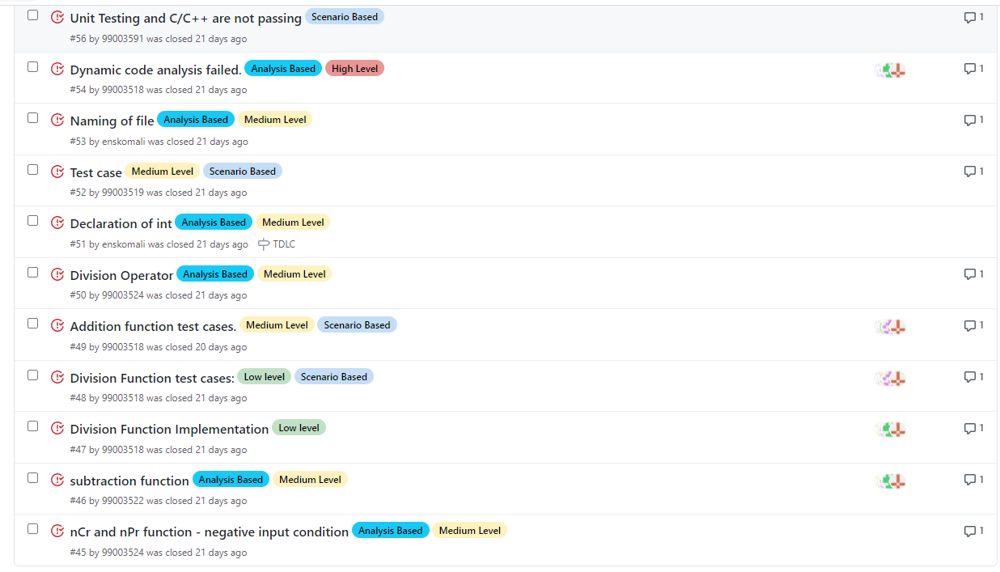 Unit Testing and C/C++ are not passing Scenario Based 1
#56 by 99003591 was closed 21 days ago
Dynamic code analysis failed. Analysis Based High Level 1
#54 by 99003518 was closed 21 days ago
Naming of file Analysis Based Medium Level 1
#53 by enskomali was closed 21 days ago
Test case Medium Level Scenario Based 1
#52 by 99003519 was closed 21 days ago
Declaration of int Analysis Based Medium Level
#51 by enskomali was closed 21 days ago TDLC
Division Operator Analysis Based Medium Level 1
#50 by 99003524 was closed 21 days ago
Addition function test cases. Medium Level Scenario Based 1
#49 by 99003518 was closed 20 days ago
Division Function test cases: Low level Scenario Based 1
#48 by 99003518 was closed 21 days ago
Division Function Implementation Low level 1
#47 by 99003518 was closed 21 days ago
subtraction function Analysis Based Medium Level 1
#46 by 99003522 was closed 21 days ago
nCr and nPr function - negative input condition Analysis Based Medium Level 1
#45 by 99003524 was closed 21 days ago